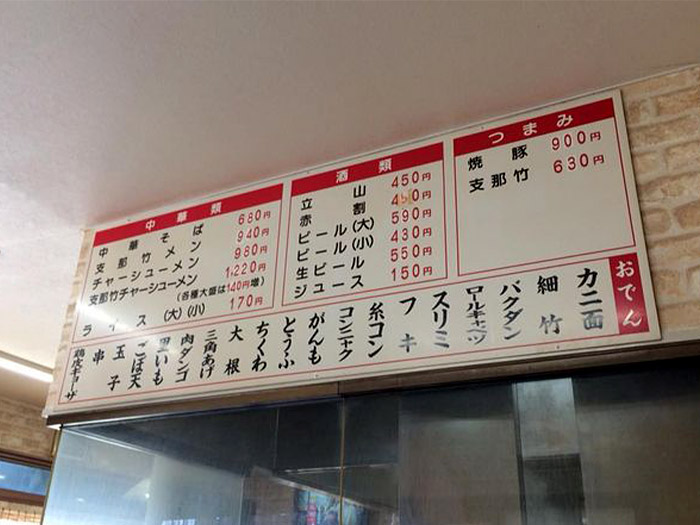 中華類
中華そば 680円
支那竹メン 940円
チャーシューメン 980円
支那竹チャーシューメン 1,220円
(各種大盛は140円増)
ライス(大)(小) 170円
酒類
立山 450円
赤割 円
ビール(大) 590円
ビール(小) 430円
生ビール 550円
ジュース 150円
つまみ
焼豚 900円
支那竹 630円
おでん
カニ面
細竹
バクダン
ロールキャベツ
スリミ
フキ
糸コン
コンニャク
がんも
とうふ
ちくわ
大根
三角あげ
肉ダンゴ
黒いも
ごぼ天
玉子
串
鶏皮ギョーザ